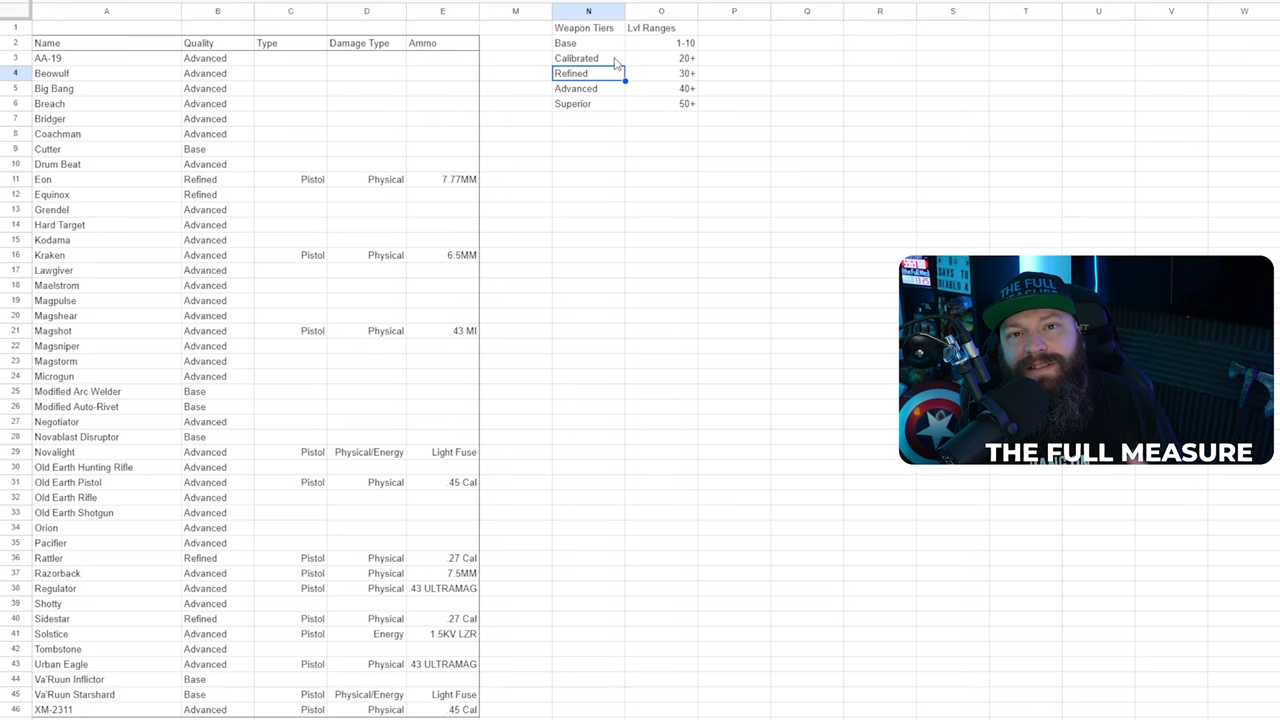 A B C D E M N O P Q R S T U V W
1 Weapon Tiers Lvl Ranges
2 Name Quality Type Damage Type Ammo Base 1-10
3 AA-19 Advanced Calibrated 20+
4 Beowulf Advanced Refined 30+
5 Big Bang Advanced Advanced 40+
6 Breach Advanced Superior 50+
7 Bridger Advanced
8 Coachman Advanced
9 Cutter Base
10 Drum Beat Advanced
11 Eon Refined Pistol Physical 7.77MM
12 Equinox Refined
13 Grendel Advanced
14 Hard Target Advanced
15 Kodama Advanced
16 Kraken Advanced Pistol Physical 6.5MM
17 Lawgiver Advanced
18 Maelstrom Advanced
19 Magpulse Advanced
20 Magshear Advanced
21 Magshot Advanced Pistol Physical .43 MI
22 Magsniper Advanced
23 Magstorm Advanced
24 Microgun Advanced
25 Modified Arc Welder Base
26 Modified Auto-Rivet Base
27 Negotiator Advanced
28 Novablast Disruptor Base
29 Novalight Advanced Pistol Physical/Energy Light Fuse
30 Old Earth Hunting Rifle Advanced
31 Old Earth Pistol Advanced Pistol Physical .45 Cal
32 Old Earth Rifle Advanced
33 Old Earth Shotgun Advanced
34 Orion Advanced
35 Pacifier Advanced
36 Rattler Refined Pistol Physical .27 Cal
37 Razorback Advanced Pistol Physical 7.5MM
38 Regulator Advanced Pistol Physical .43 ULTRAMAG
39 Shotty Advanced
40 Sidestar Refined Pistol Physical .27 Cal
41 Solstice Advanced Pistol Energy 1.5KV LZR
42 Tombstone Advanced
43 Urban Eagle Advanced Pistol Physical .43 ULTRAMAG
44 Va'Ruun Inflictor Base
45 Va'Ruun Starshard Base Pistol Physical/Energy Light Fuse
46 XM-2311 Advanced Pistol Physical .45 Cal
DAYS TO
DIABLO 4
THE FULL
MEASURE
THE FULL MEASURE